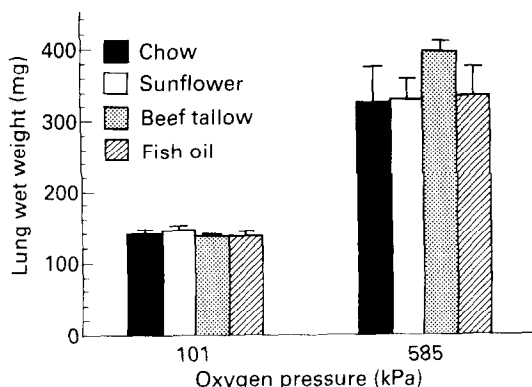 400
300
200
100
0
Lung wet weight (mg)
Chow
Sunflower
Beef tallow
Fish oil
101
585
Oxygen pressure (kPa)